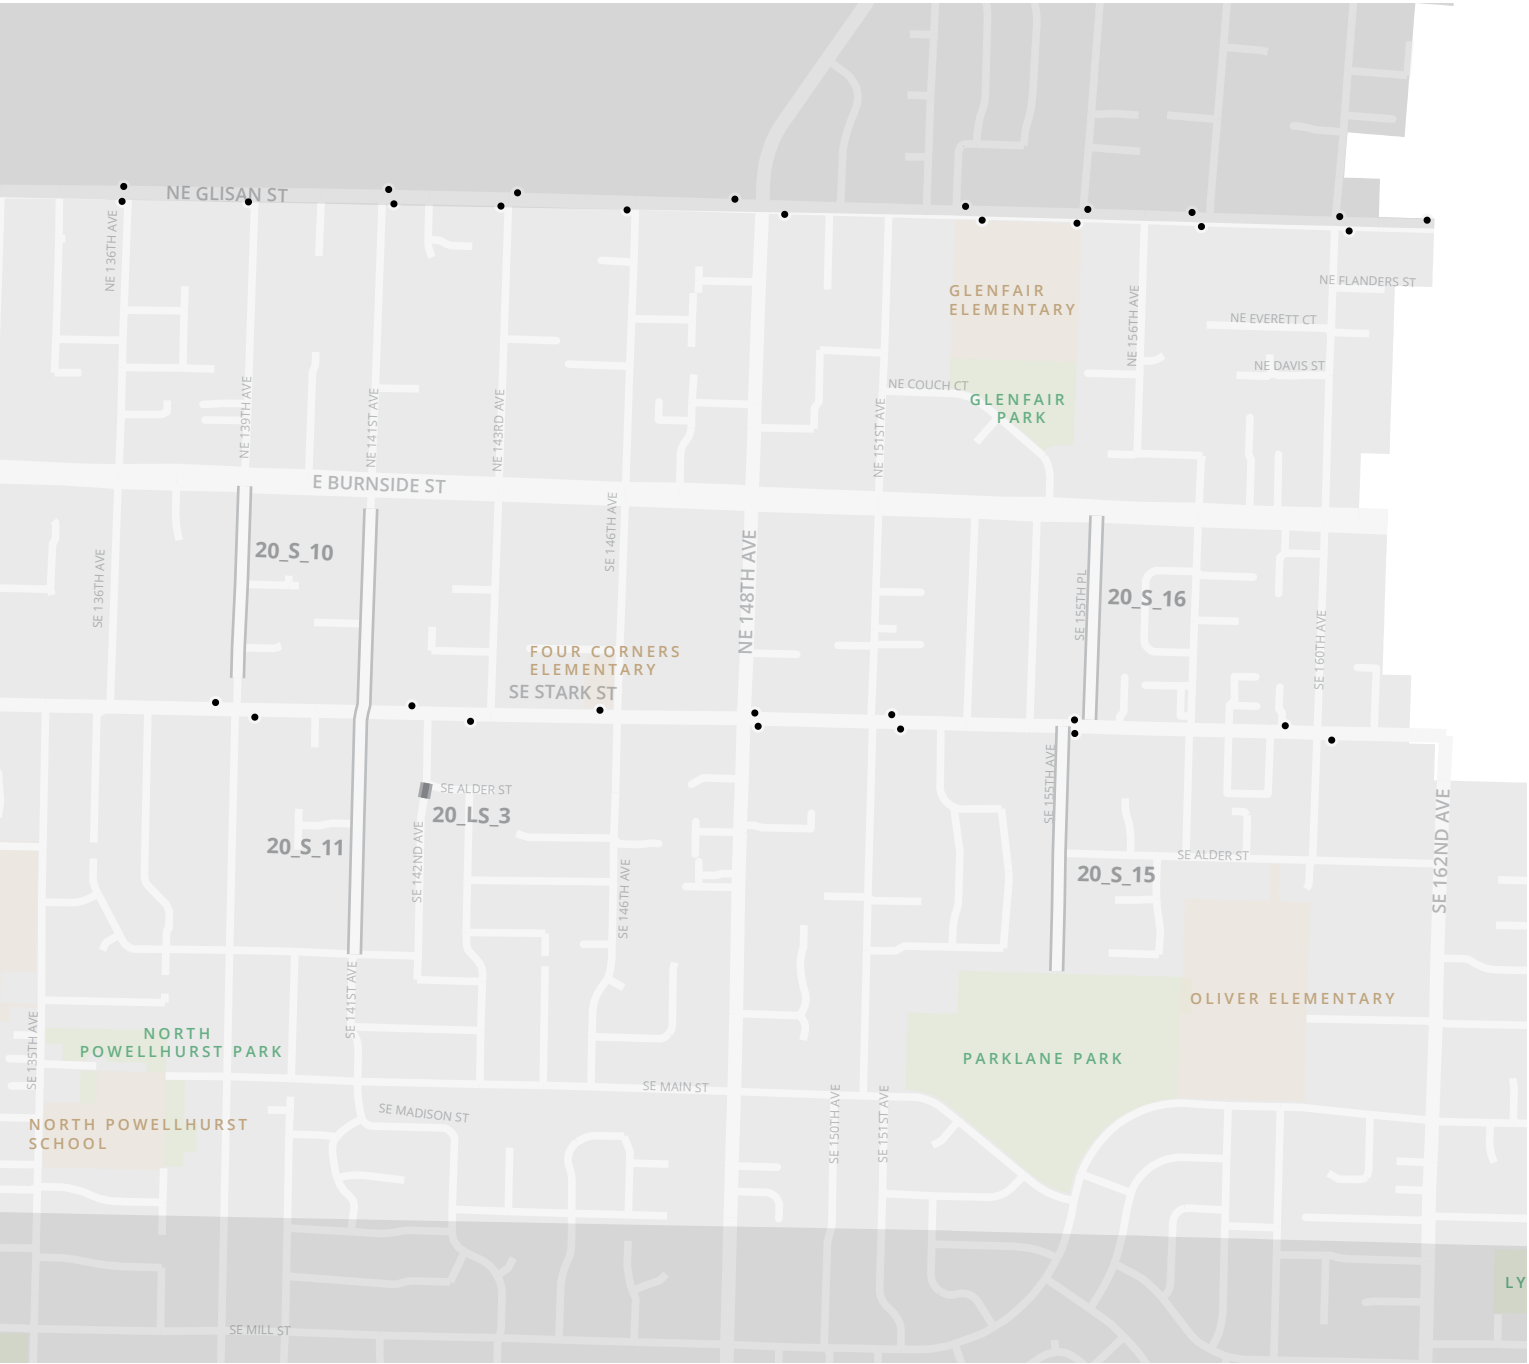 NE GLISAN ST
NE 136TH AVE
GLENFAIR
ELEMENTARY
NE FLANDERS ST
NE 156TH AVE
NE EVERETT CT
NE DAVIS ST
NE COUCH CT
GLENFAIR
PARK
NE 139TH AVE
NE 141ST AVE
NE 143RD AVE
NE 151ST AVE
E BURNSIDE ST
SE 146TH AVE
20_S_10
NE 148TH AVE
SE 136TH AVE
SE 155TH PL
20_S_16
SE 160TH AVE
FOUR CORNERS
ELEMENTARY
SE STARK ST
SE 155TH AVE
SE ALDER ST
20_LS_3
20_S_11
SE 142ND AVE
SE 146TH AVE
SE ALDER ST
20_S_15
SE 162ND AVE
SE 141ST AVE
OLIVER ELEMENTARY
SE 135TH AVE
NORTH
POWELLHURST PARK
PARKLANE PARK
SE MAIN ST
SE MADISON ST
SE 150TH AVE
SE 151ST AVE
NORTH POWELLHURST
SCHOOL
LY
SE MILL ST